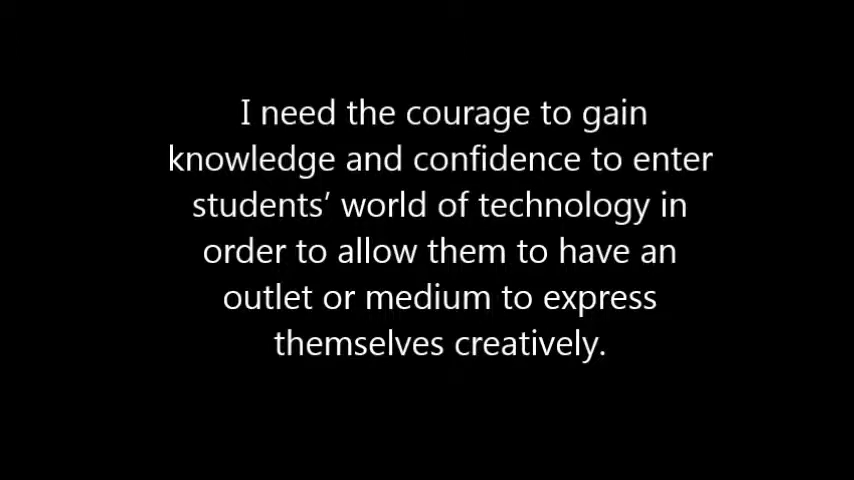 I need the courage to gain
knowledge and confidence to enter
students’ world of technology in
order to allow them to have an
outlet or medium to express
themselves creatively.